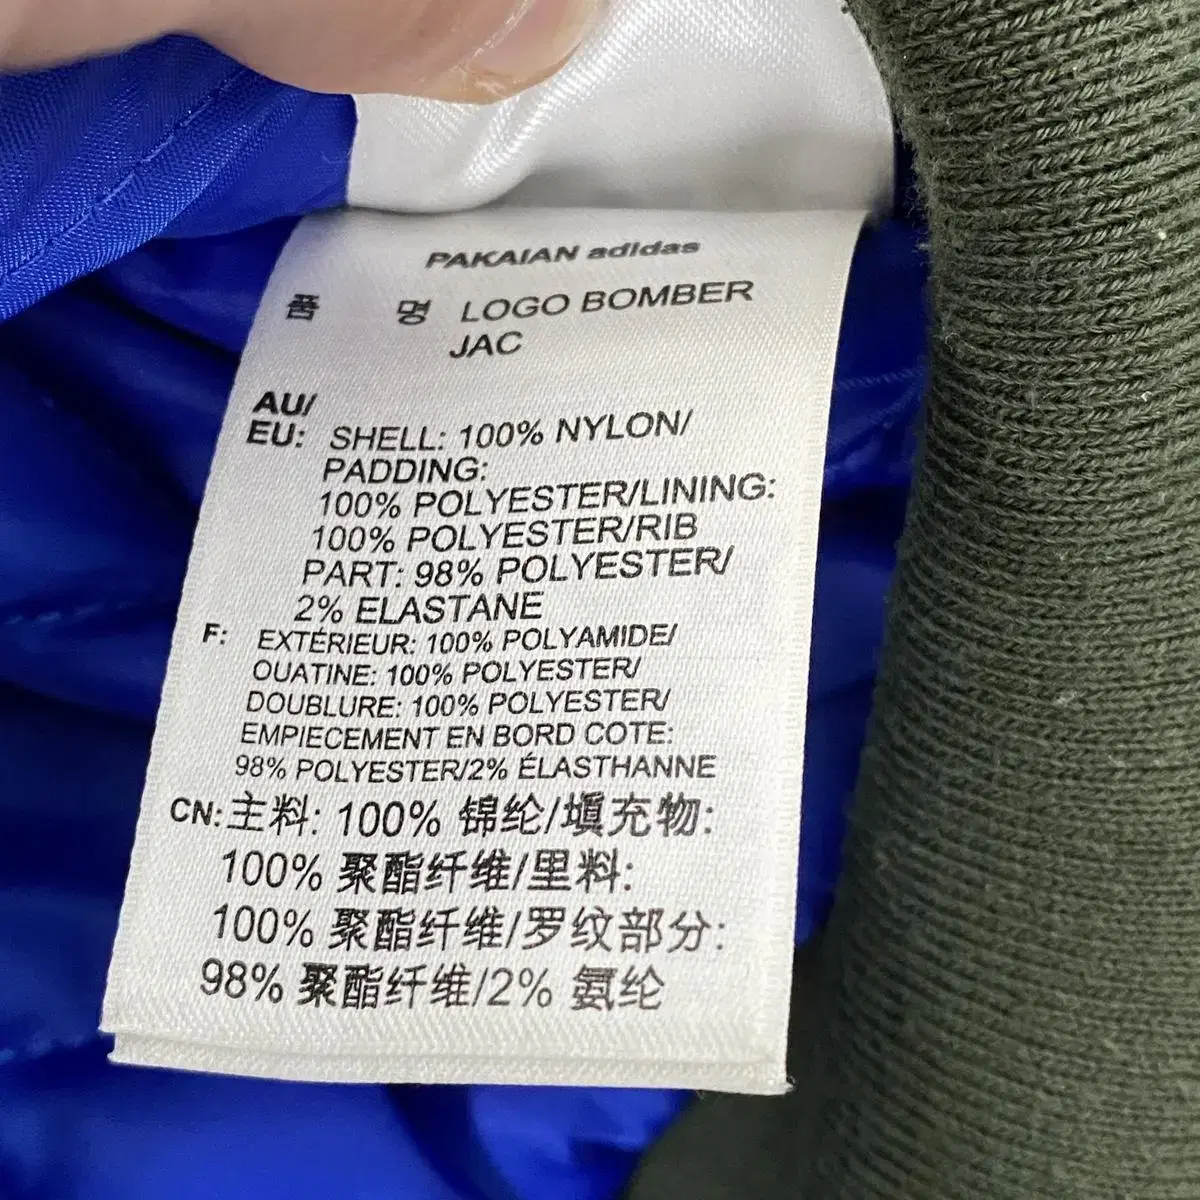 PAKAIAN adidas
품 명 LOGO BOMBER
JAC
AU/
EU: SHELL: 100% NYLON/
PADDING:
100% POLYESTER/LINING:
100% POLYESTER/RIB
PART: 98% POLYESTER/
2% ELASTANE
F: EXTÉRIEUR: 100% POLYAMIDE/
OUATINE: 100% POLYESTER/
DOUBLURE: 100% POLYESTER/
EMPIECEMENT EN BORD COTE:
98% POLYESTER/2% ÉLASTHANNE
CN: 主料: 100% 锦纶/填充物:
100% 聚酯纤维/里料:
100% 聚酯纤维/罗纹部分:
98% 聚酯纤维/2% 氨纶